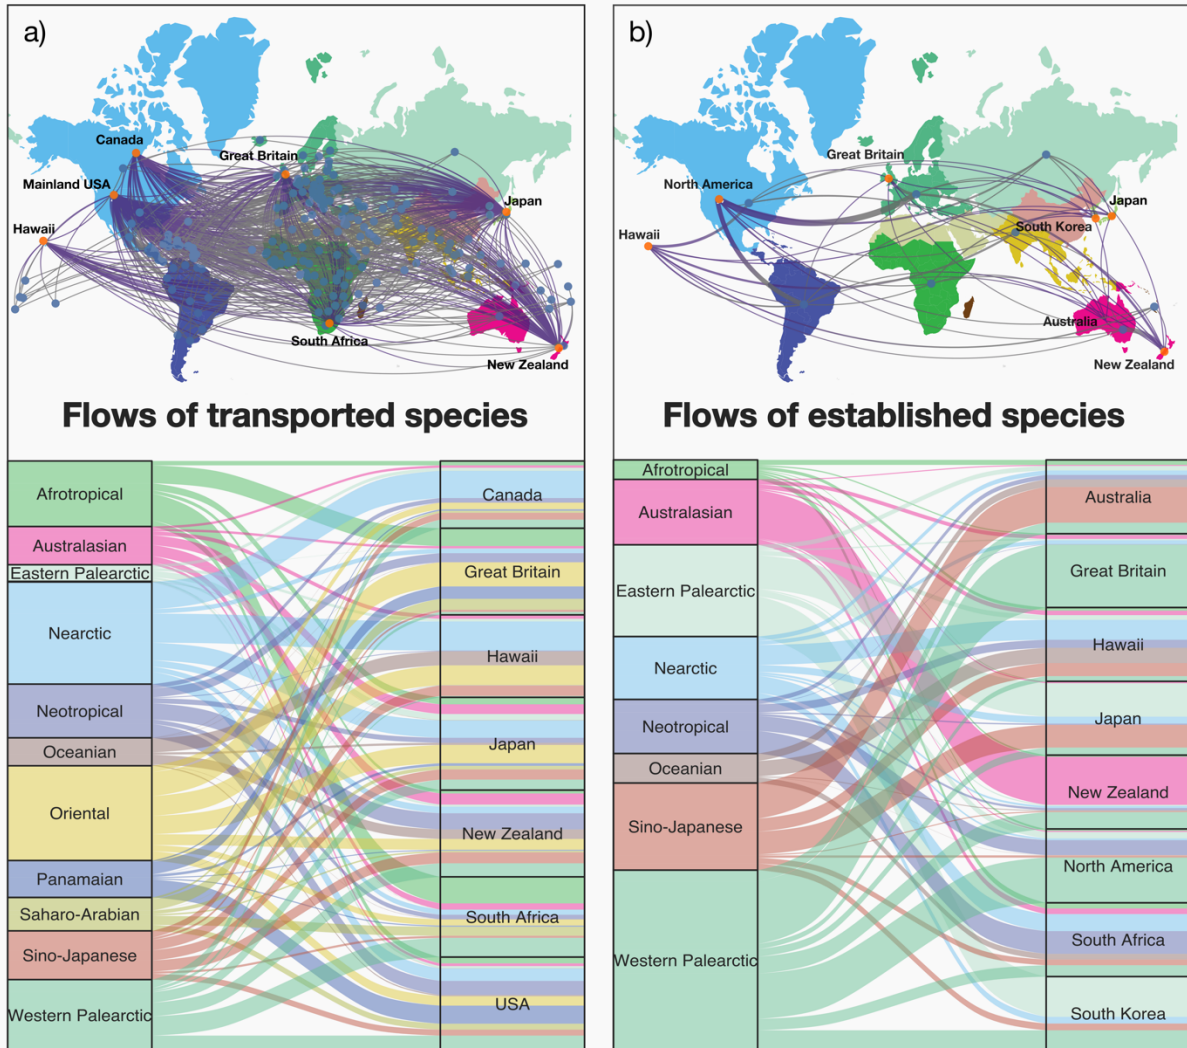 a)
Canada
Great Britain
Mainland USA
Hawaii
Japan
South Africa
New Zealand
Flows of transported species
Afrotropical
Australasian
Eastern Palearctic
Nearctic
Neotropical
Oceanian
Oriental
Panamaian
Saharo-Arabian
Sino-Japanese
Western Palearctic
Canada
Great Britain
Hawaii
Japan
New Zealand
South Africa
USA
b)
Great Britain
North America
Japan
South Korea
Hawaii
Australia
New Zealand
Flows of established species
Afrotropical
Australasian
Eastern Palearctic
Nearctic
Neotropical
Oceanian
Sino-Japanese
Western Palearctic
Australia
Great Britain
Hawaii
Japan
New Zealand
North America
South Africa
South Korea